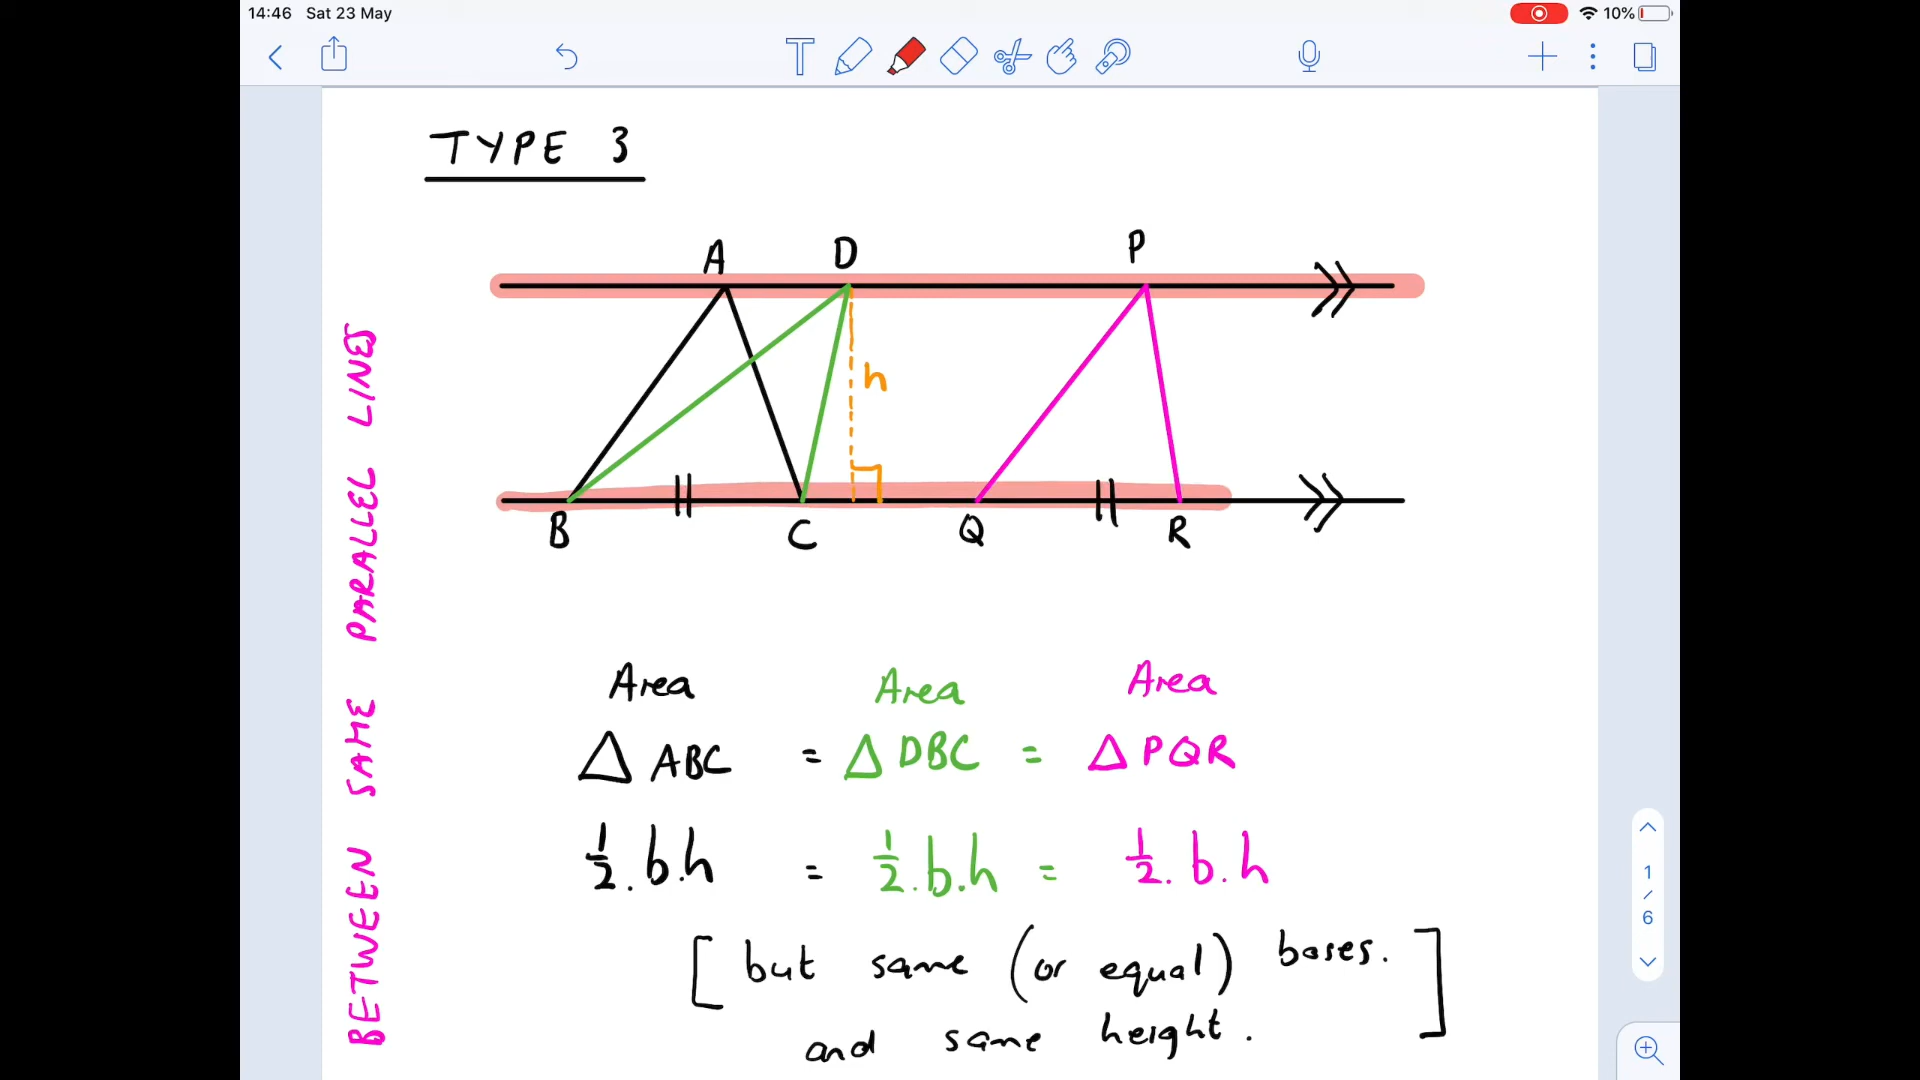 14:46 Sat 23 May 10%
T
TYPE 3
A D P
h
B C Q R
BETWEEN SAME PARALLEL LINES
Area Area Area
△ ABC = △ DBC = △ PQR
1/2 . b . h = 1/2 . b . h = 1/2 . b . h
[ but same (or equal) bases. ]
and same height .
1
/
6